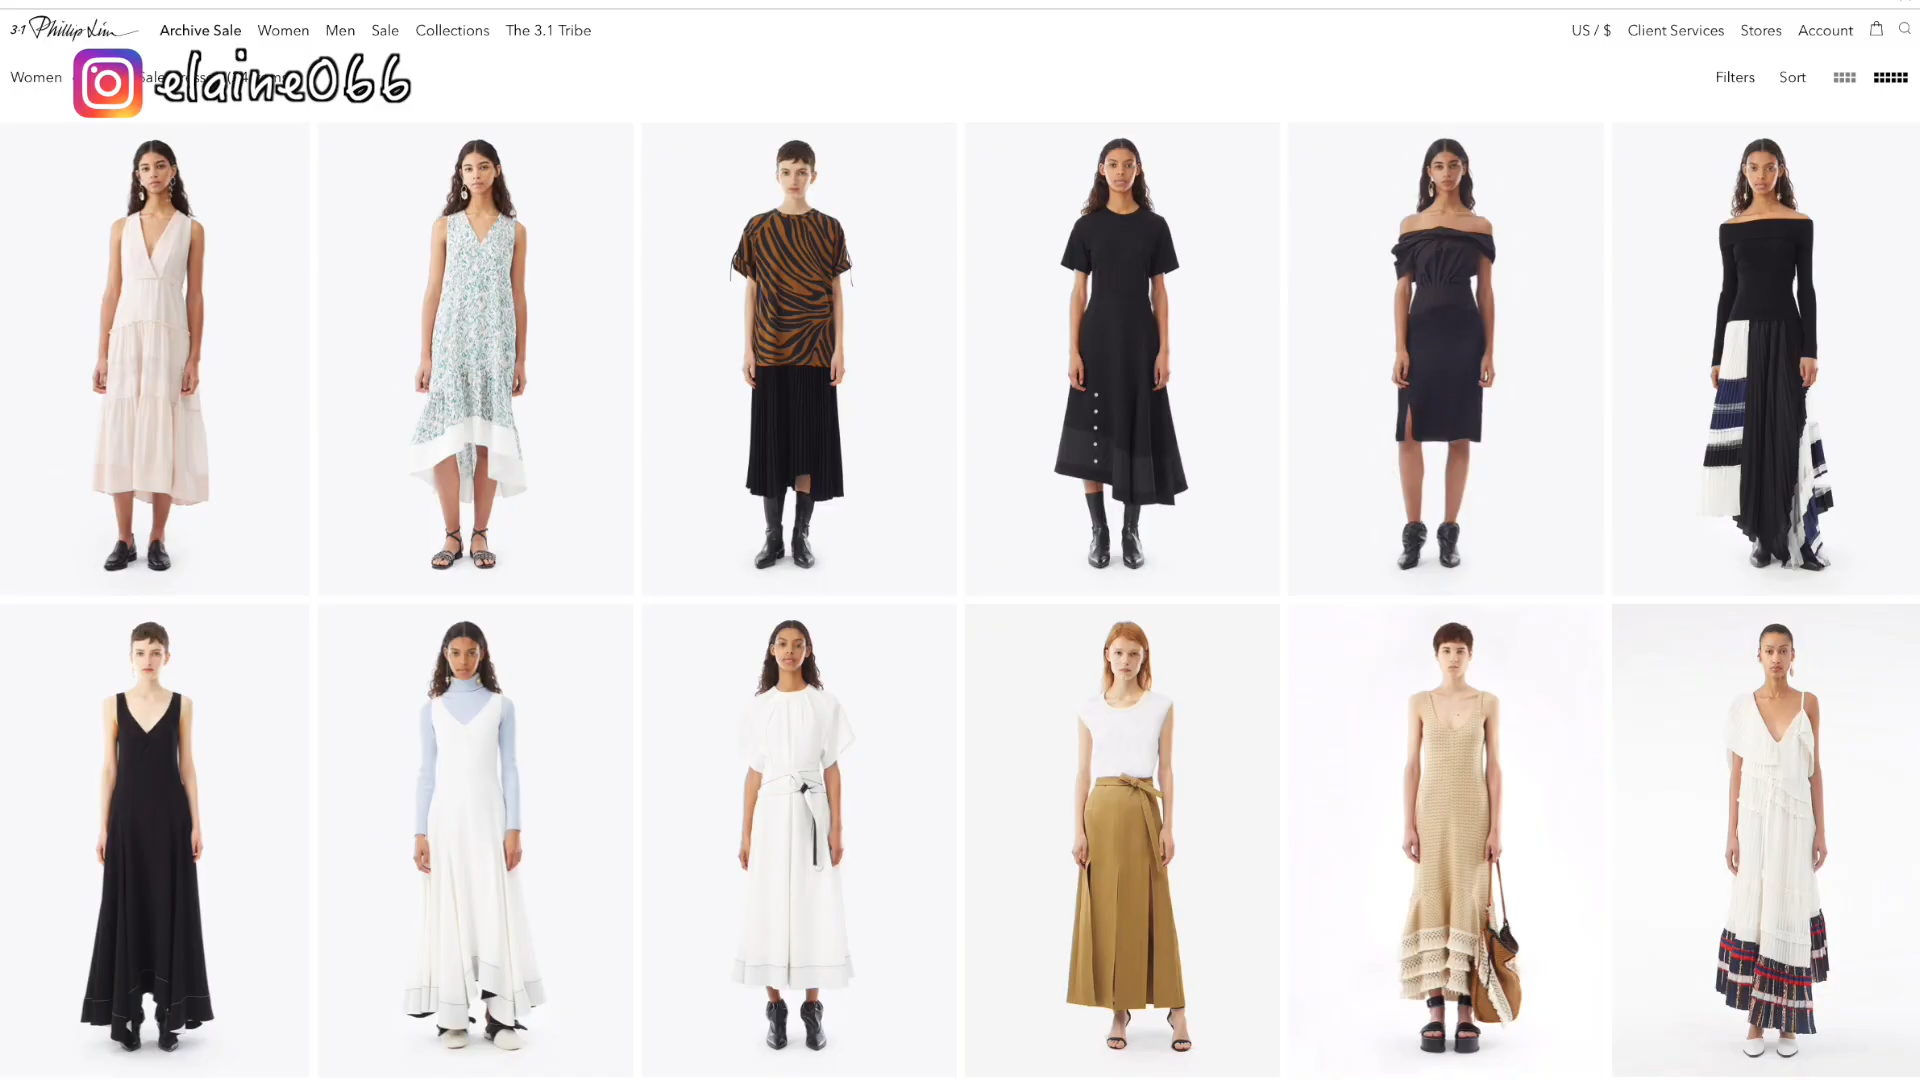 3.1 Phillip Lim Archive Sale Women Men Sale Collections The 3.1 Tribe US / $ Client Services Stores Account
Women Sale Filters Sort
elaine066